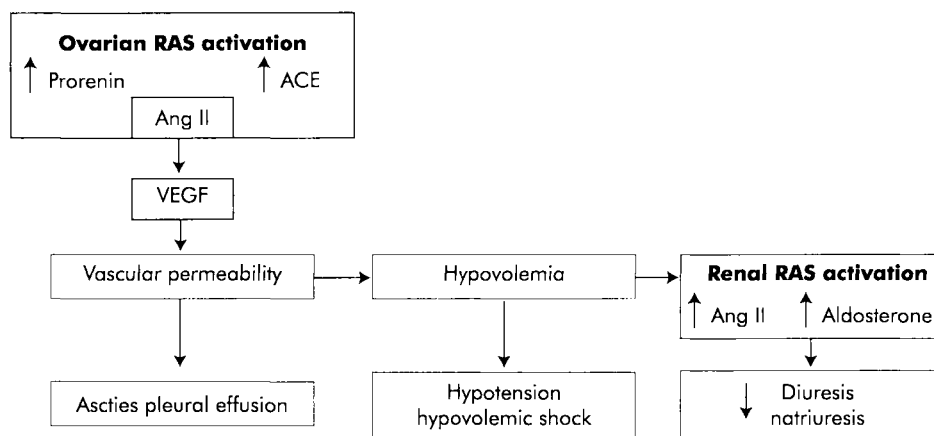 Ovarian RAS activation
Prorenin
ACE
Ang II
VEGF
Vascular permeability
Hypovolemia
Renal RAS activation
Ang II
Aldosterone
Ascties pleural effusion
Hypotension
hypovolemic shock
Diuresis
natriuresis